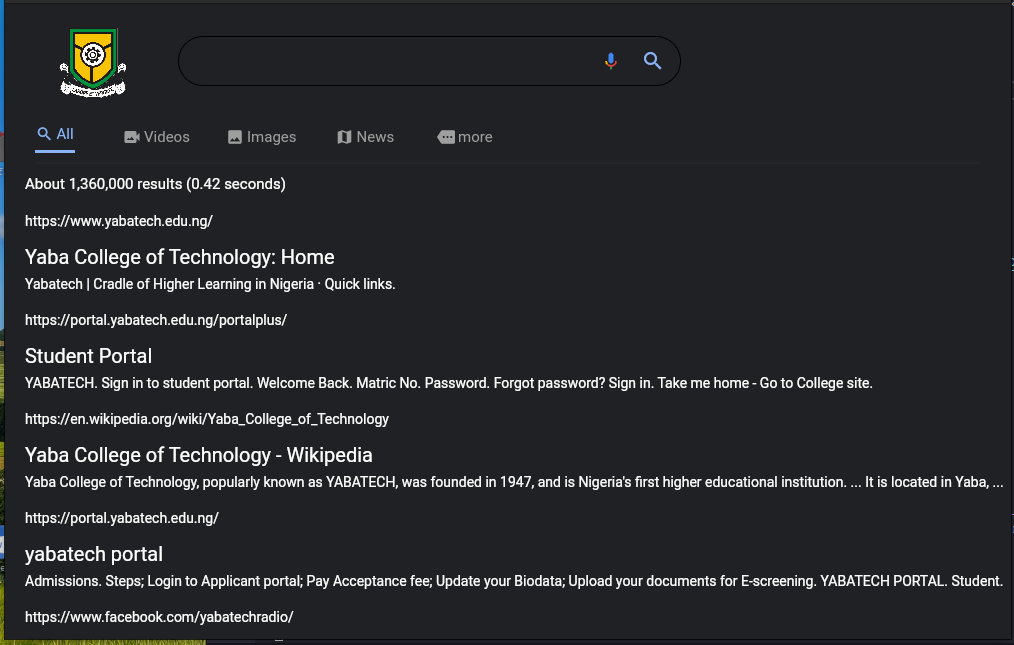 All
Videos
Images
News
more
About 1,360,000 results (0.42 seconds)
https://www.yabatech.edu.ng/
Yaba College of Technology: Home
Yabatech | Cradle of Higher Learning in Nigeria · Quick links.
https://portal.yabatech.edu.ng/portalplus/
Student Portal
YABATECH. Sign in to student portal. Welcome Back. Matric No. Password. Forgot password? Sign in. Take me home - Go to College site.
https://en.wikipedia.org/wiki/Yaba_College_of_Technology
Yaba College of Technology - Wikipedia
Yaba College of Technology, popularly known as YABATECH, was founded in 1947, and is Nigeria's first higher educational institution. ... It is located in Yaba, ...
https://portal.yabatech.edu.ng/
yabatech portal
Admissions. Steps; Login to Applicant portal; Pay Acceptance fee; Update your Biodata; Upload your documents for E-screening. YABATECH PORTAL. Student.
https://www.facebook.com/yabatechradio/